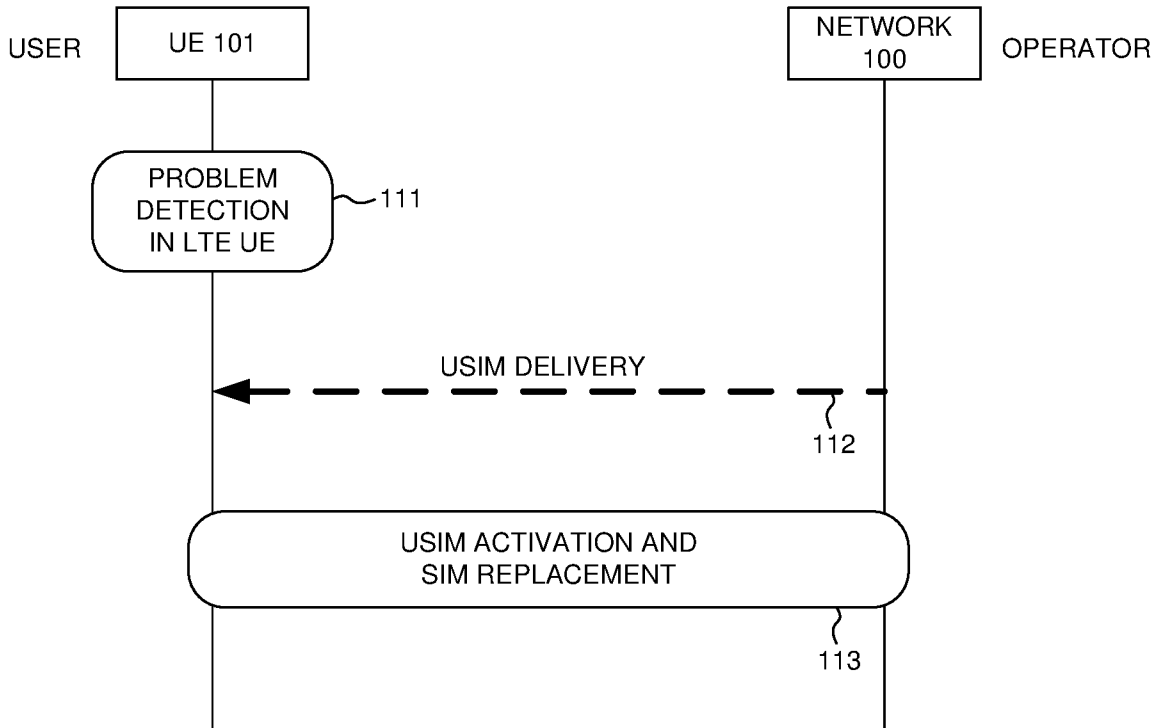 USER
UE 101
NETWORK
100
OPERATOR
PROBLEM
DETECTION
IN LTE UE
111
USIM DELIVERY
112
USIM ACTIVATION AND
SIM REPLACEMENT
113